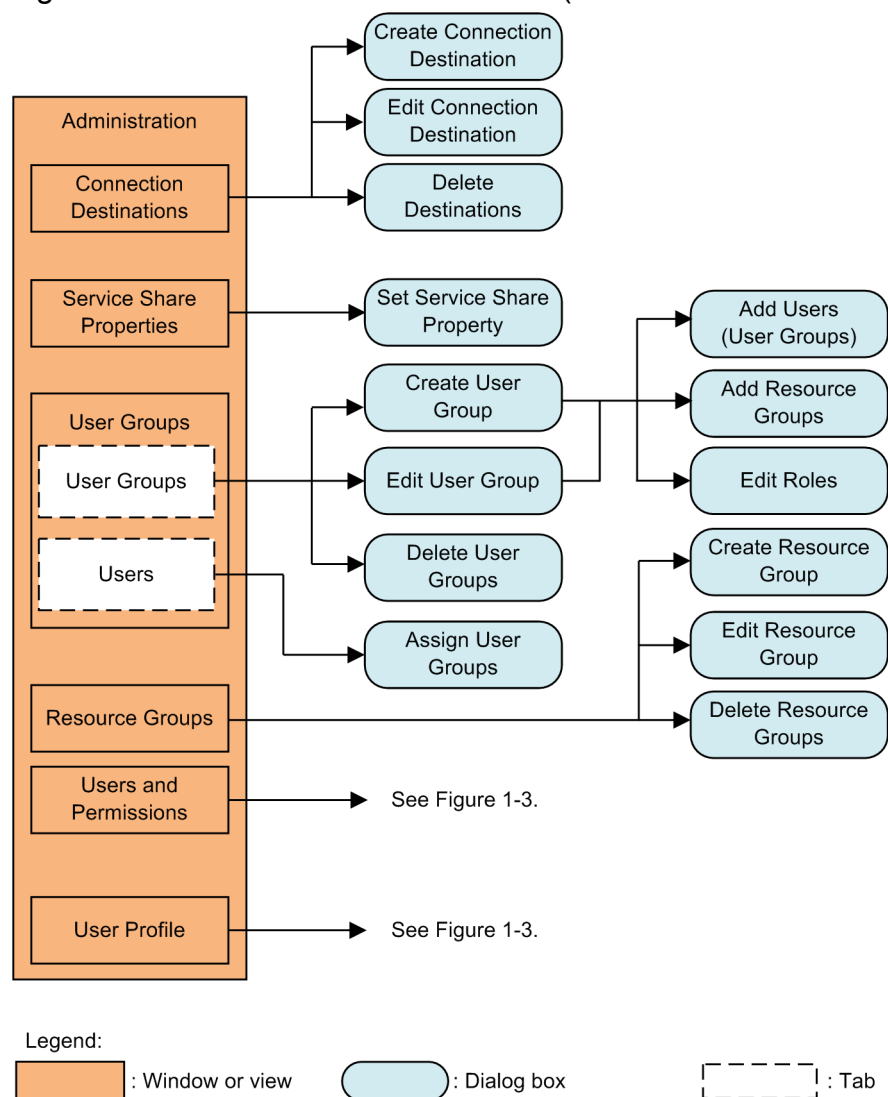 Create Connection
Destination
Edit Connection
Destination
Delete
Destinations
Administration
Connection
Destinations
Service Share
Properties
Set Service Share
Property
Add Users
(User Groups)
User Groups
User Groups
Users
Create User
Group
Edit User Group
Delete User
Groups
Assign User
Groups
Add Resource
Groups
Edit Roles
Create Resource
Group
Edit Resource
Group
Delete Resource
Groups
Resource Groups
Users and
Permissions
See Figure 1-3.
User Profile
See Figure 1-3.
Legend:
: Window or view
: Dialog box
: Tab